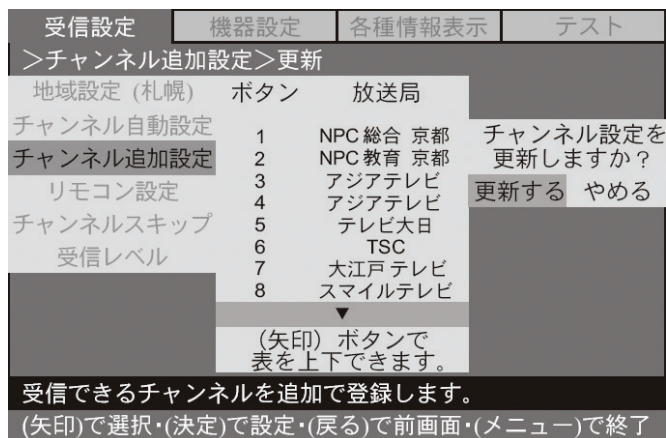 受信設定 機器設定 各種情報表示 テスト
>チャンネル追加設定>更新
地域設定 (札幌)
チャンネル自動設定
チャンネル追加設定
リモコン設定
チャンネルスキップ
受信レベル
ボタン 放送局
1 NPC総合 京都
2 NPC教育 京都
3 アジアテレビ
4 アジアテレビ
5 テレビ大日
6 TSC
7 大江戸テレビ
8 スマイルテレビ
▼
(矢印) ボタンで
表を上下できます。
チャンネル設定を
更新しますか?
更新する やめる
受信できるチャンネルを追加で登録します。
(矢印)で選択・(決定)で設定・(戻る)で前画面・(メニュー)で終了